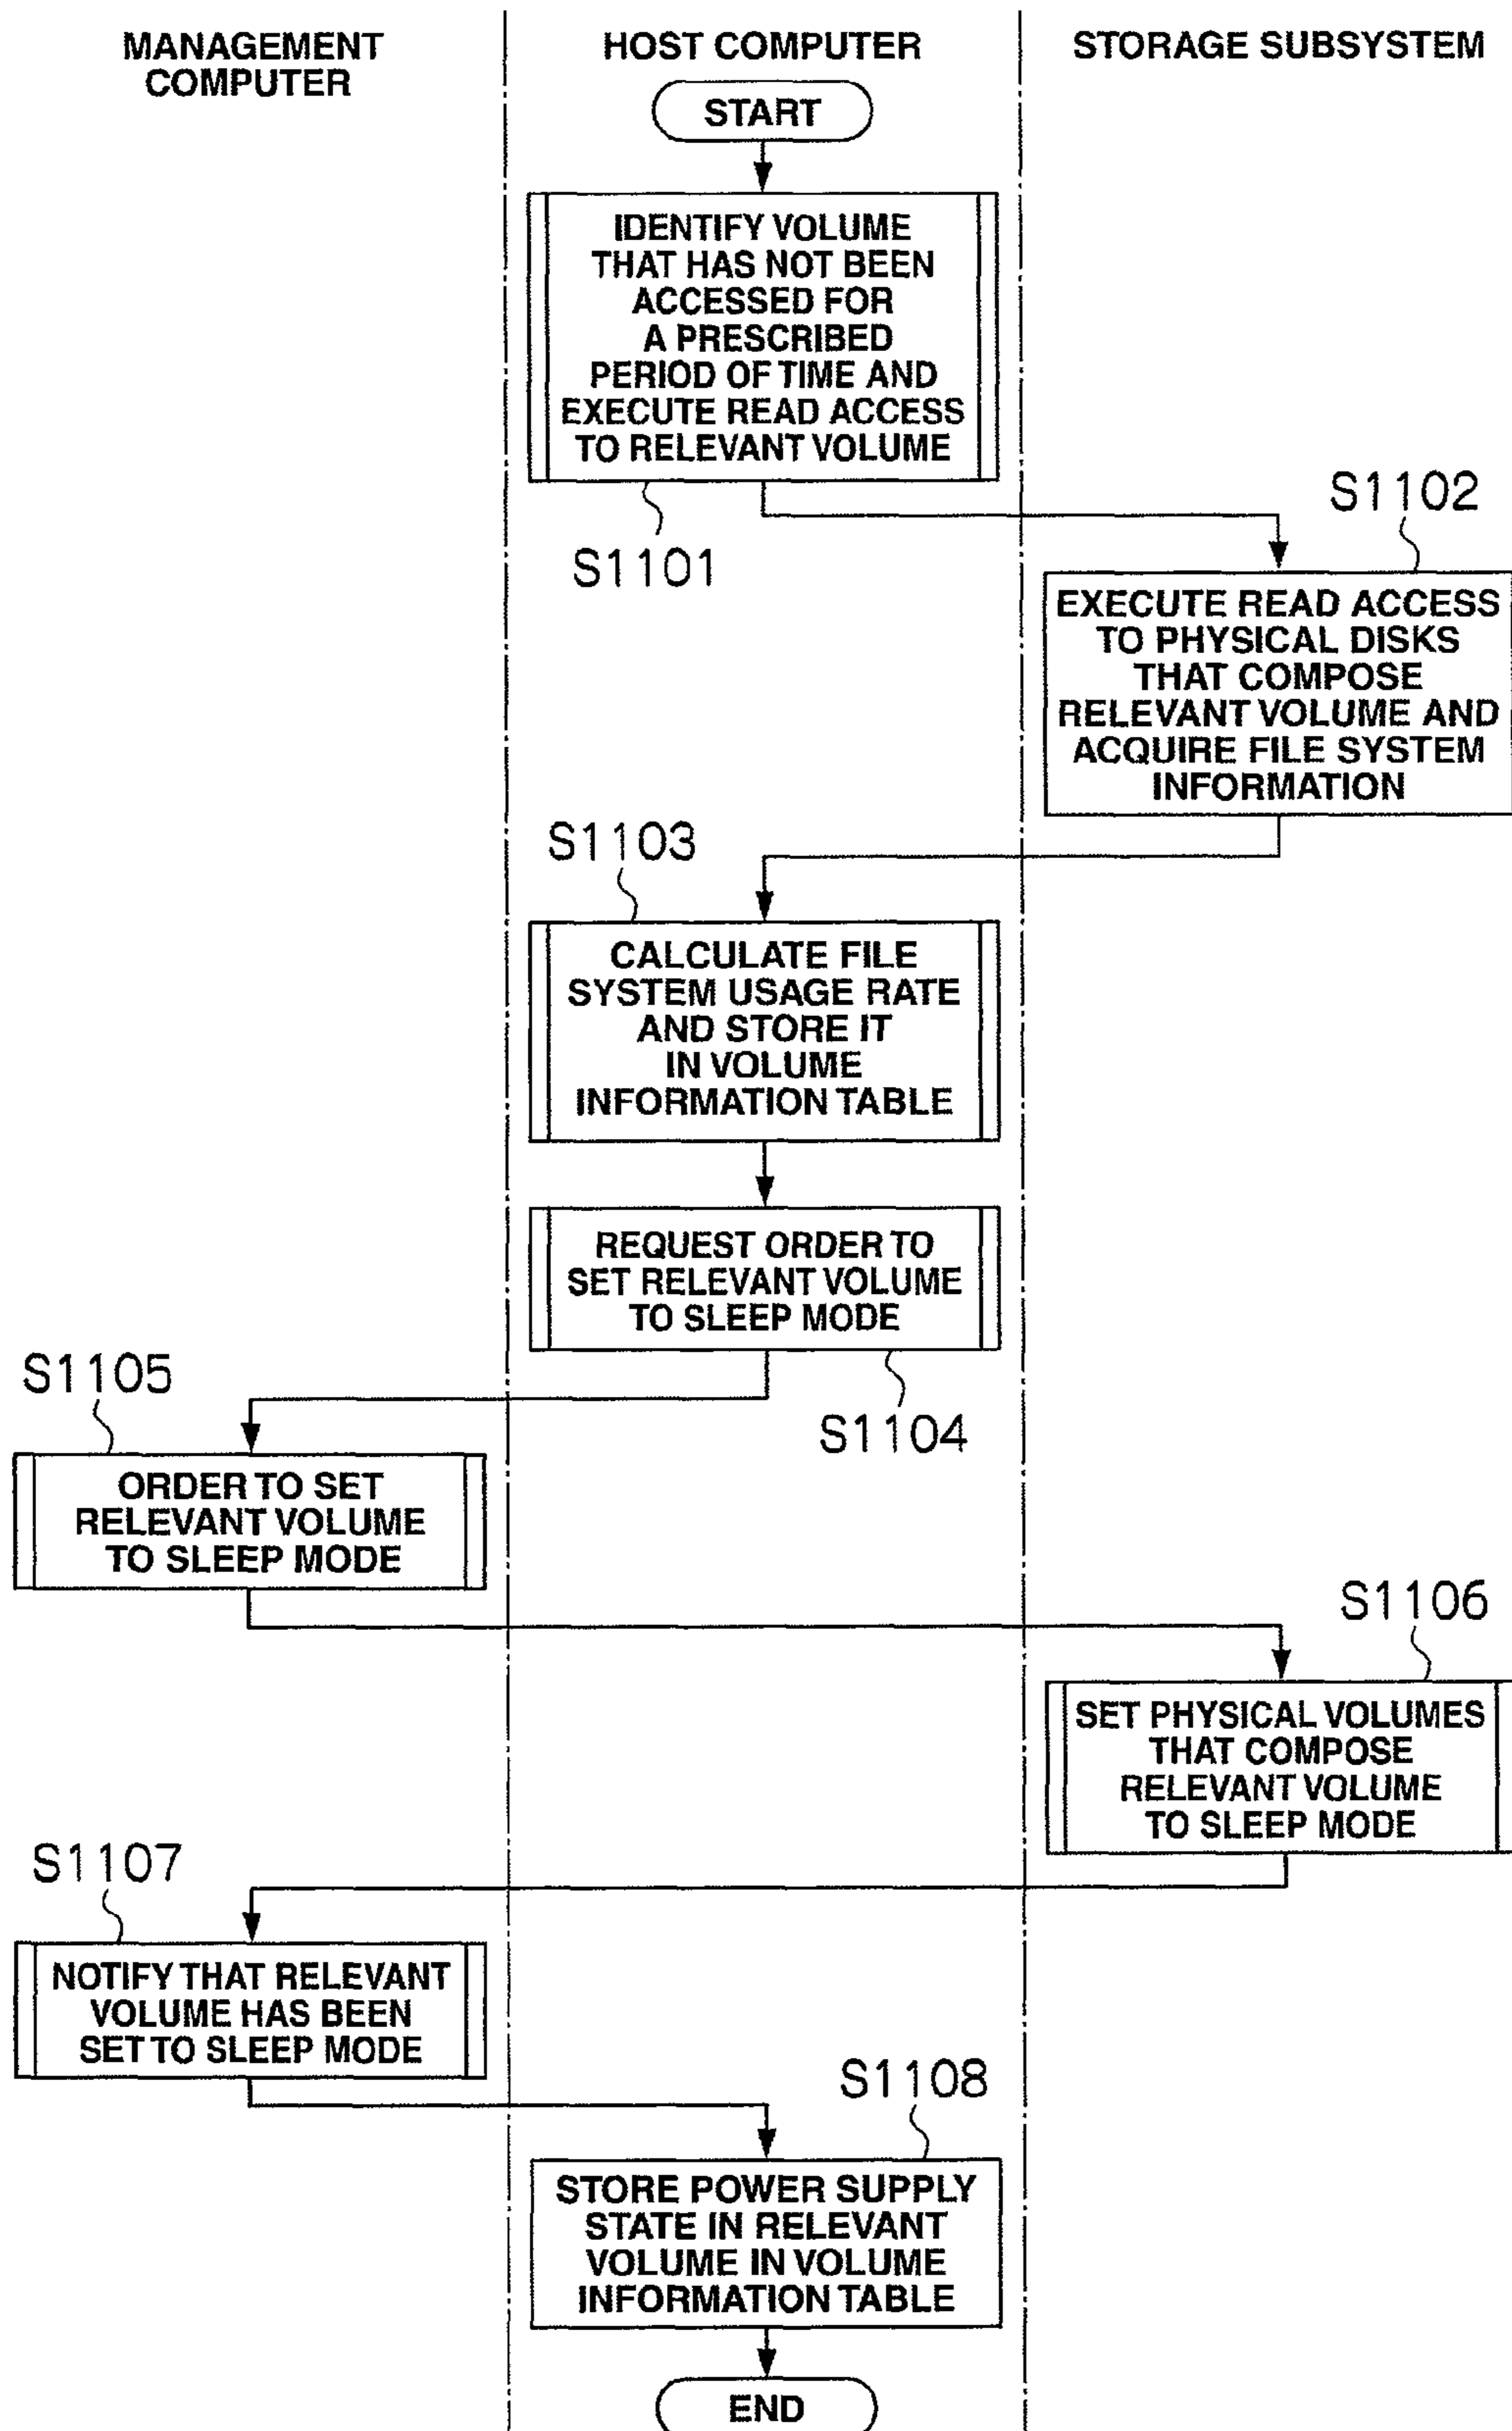 MANAGEMENT
COMPUTER
HOST COMPUTER
STORAGE SUBSYSTEM
START
IDENTIFY VOLUME
THAT HAS NOT BEEN
ACCESSED FOR
A PRESCRIBED
PERIOD OF TIME AND
EXECUTE READ ACCESS
TO RELEVANT VOLUME
S1101
S1102
EXECUTE READ ACCESS
TO PHYSICAL DISKS
THAT COMPOSE
RELEVANT VOLUME AND
ACQUIRE FILE SYSTEM
INFORMATION
S1103
CALCULATE FILE
SYSTEM USAGE RATE
AND STORE IT
IN VOLUME
INFORMATION TABLE
REQUEST ORDER TO
SET RELEVANT VOLUME
TO SLEEP MODE
S1104
S1105
ORDER TO SET
RELEVANT VOLUME
TO SLEEP MODE
S1106
SET PHYSICAL VOLUMES
THAT COMPOSE
RELEVANT VOLUME
TO SLEEP MODE
S1107
NOTIFY THAT RELEVANT
VOLUME HAS BEEN
SET TO SLEEP MODE
S1108
STORE POWER SUPPLY
STATE IN RELEVANT
VOLUME IN VOLUME
INFORMATION TABLE
END